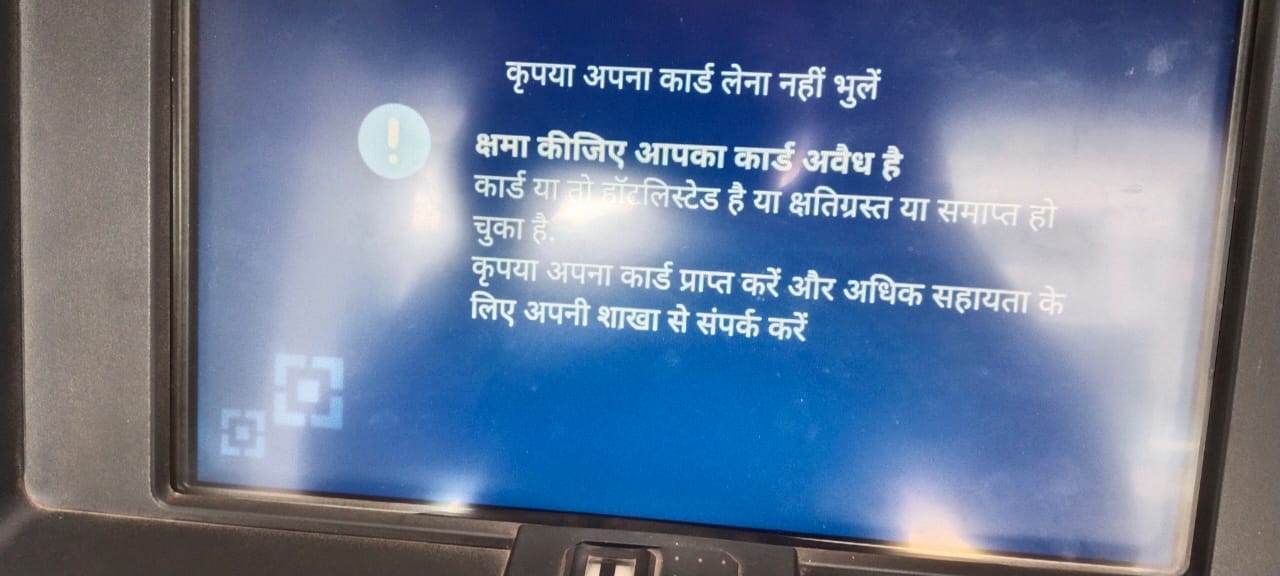 कृपया अपना कार्ड लेना नहीं भुलें
क्षमा कीजिए आपका कार्ड अवैध है
कार्ड या तो हॉटलिस्टेड है या क्षतिग्रस्त या समाप्त हो
चुका है.
कृपया अपना कार्ड प्राप्त करें और अधिक सहायता के
लिए अपनी शाखा से संपर्क करें